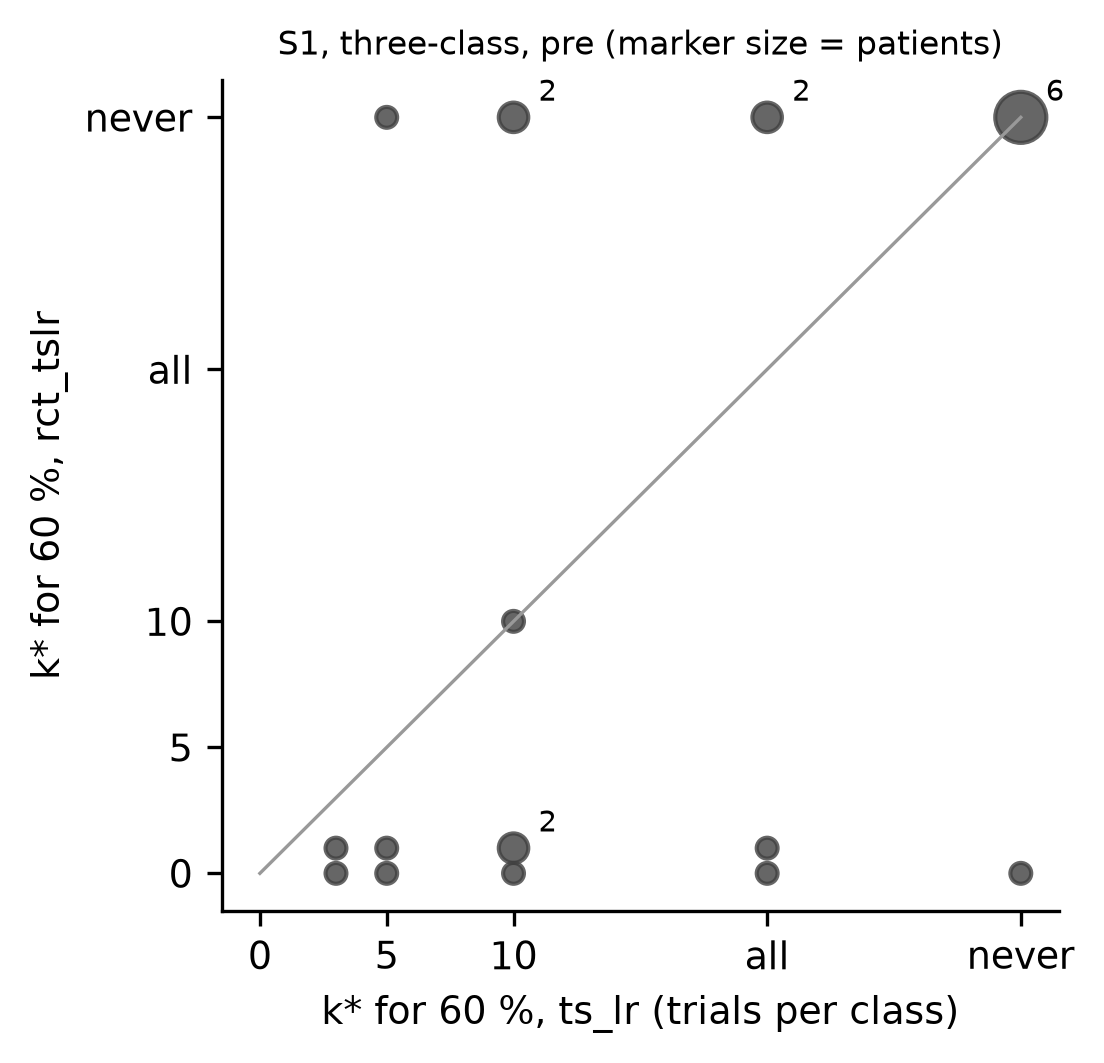 S1, three-class, pre (marker size = patients)
never
2
2
6
all
k* for 60 %, rct_tslr
10
5
2
0
0
5
10
all
never
k* for 60 %, ts_lr (trials per class)